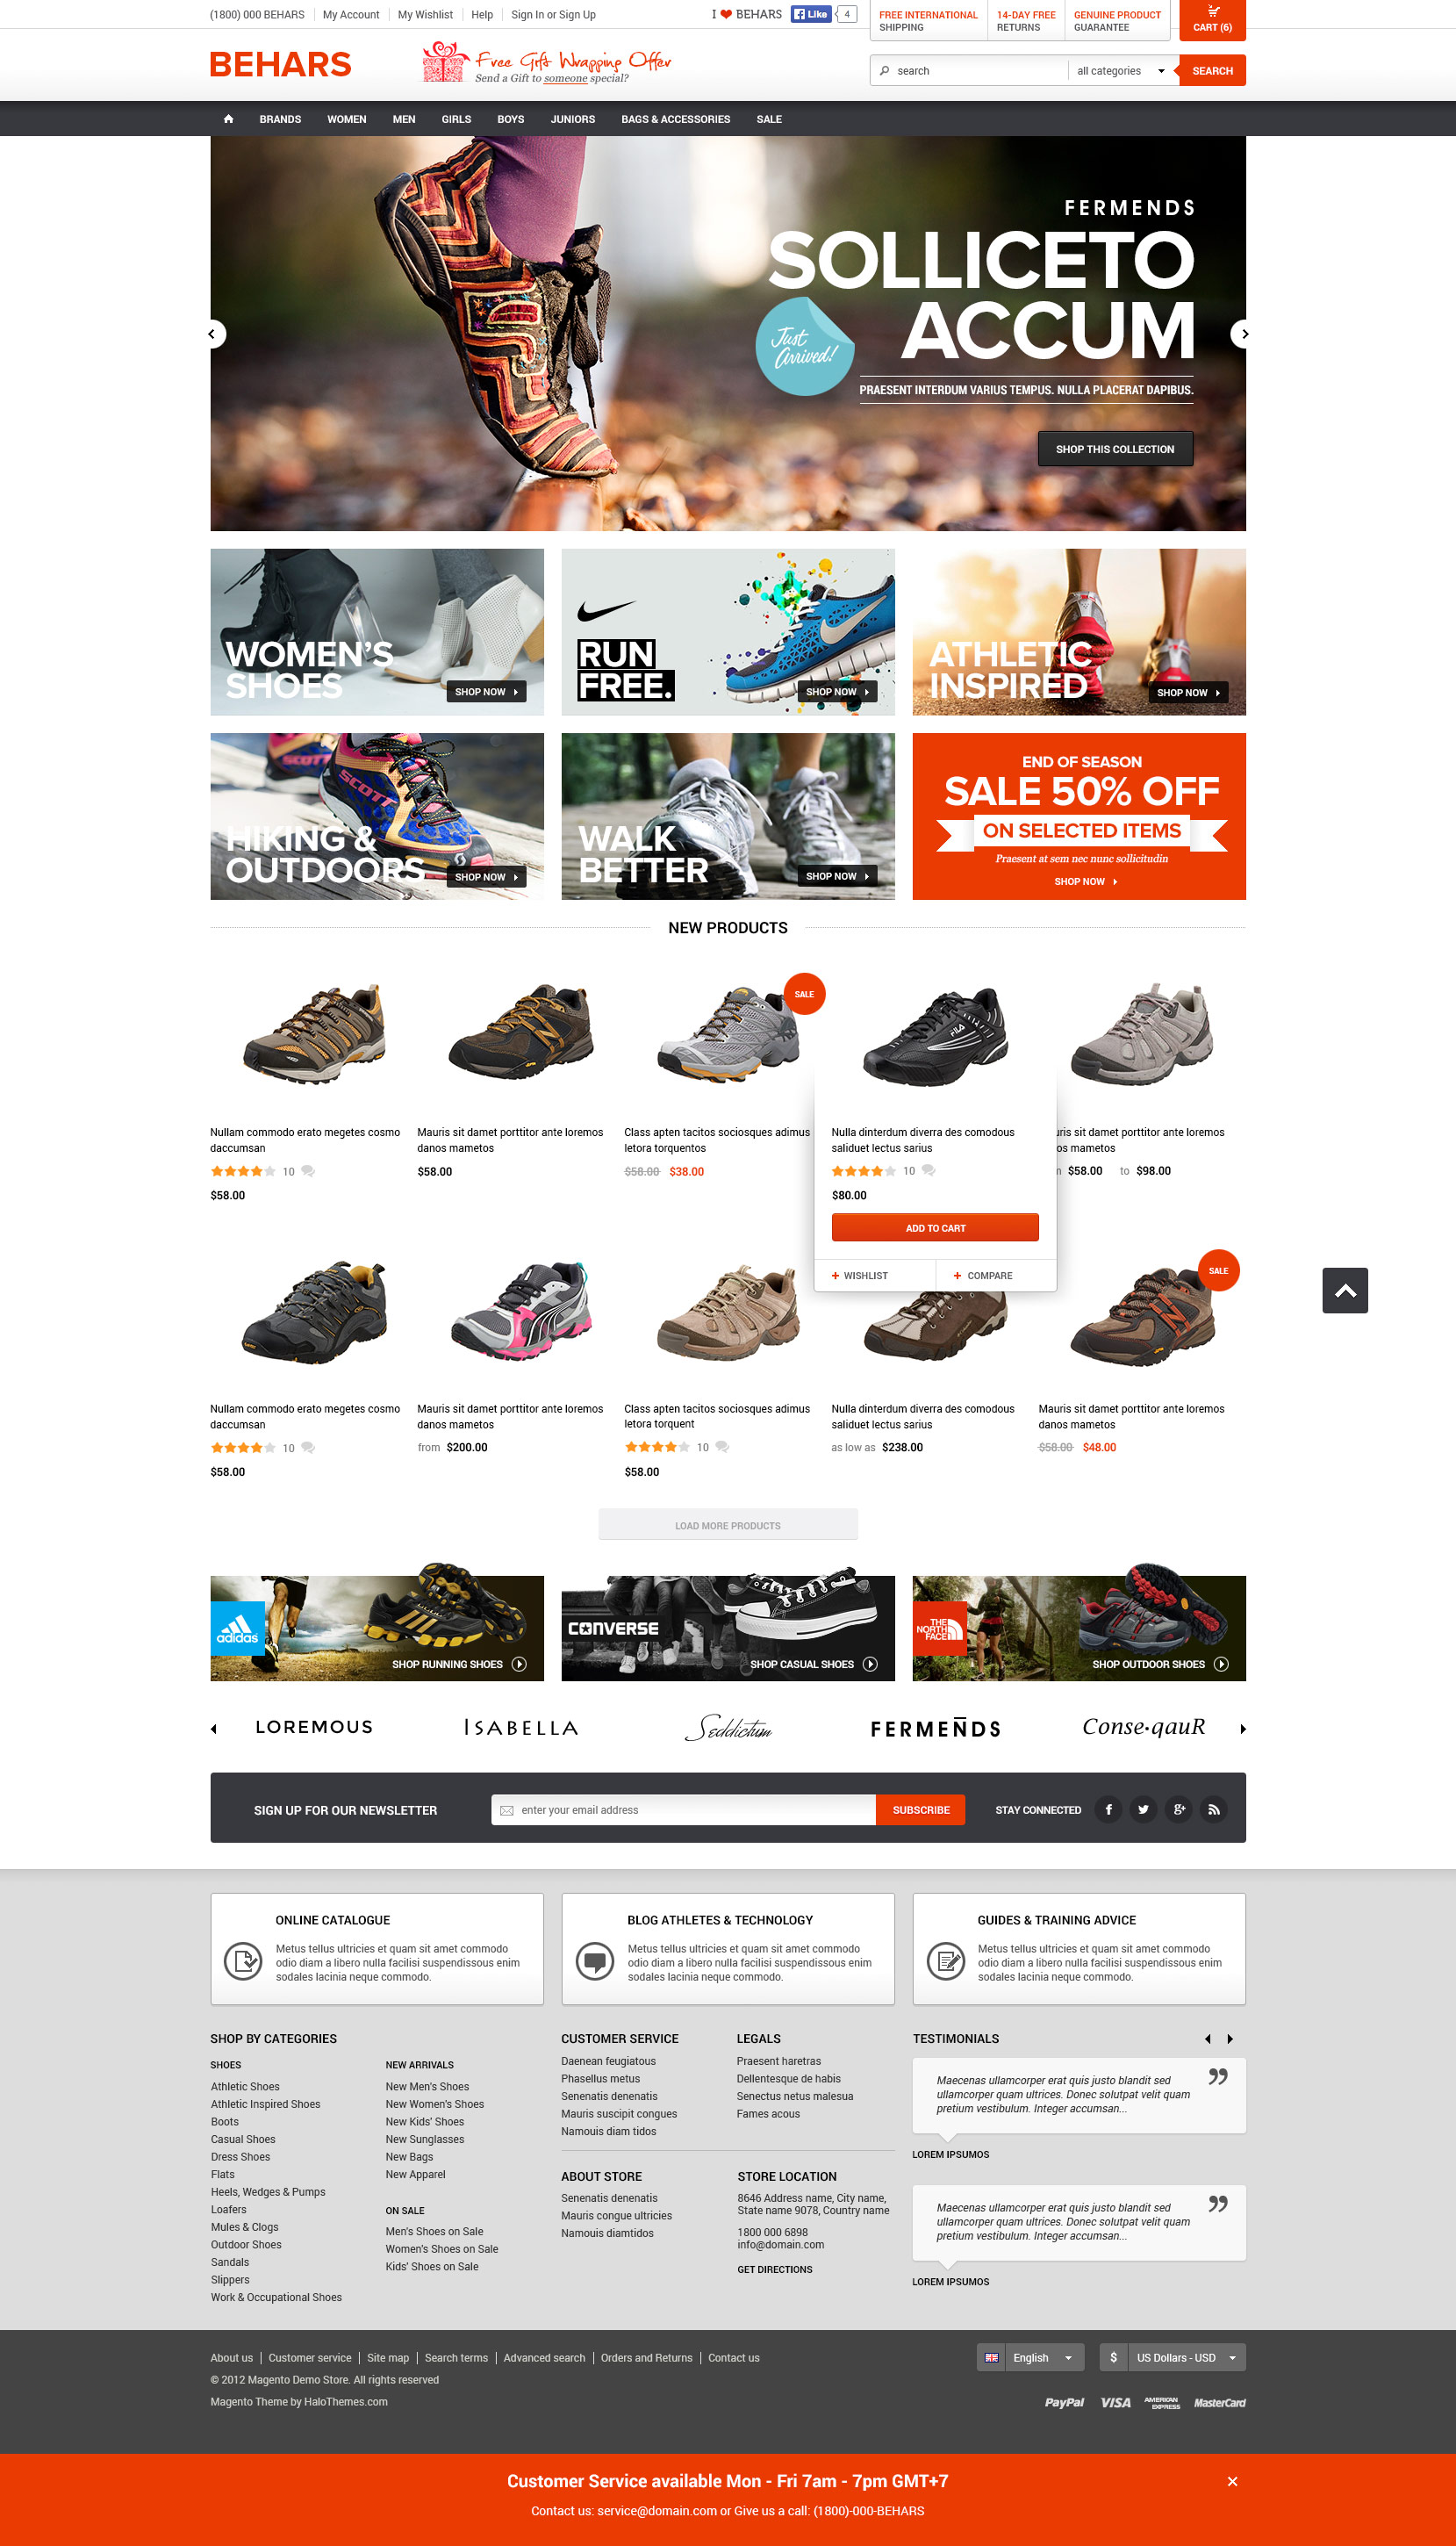 (1800) 000 BEHARS
My Account
My Wishlist
Help
Sign In or Sign Up
I ❤ BEHARS
Like
4
FREE INTERNATIONAL
SHIPPING
14-DAY FREE
RETURNS
GENUINE PRODUCT
GUARANTEE
CART (6)
BEHARS
Free Gift Wrapping Offer
Send a Gift to someone special?
search
all categories
SEARCH
BRANDS
WOMEN
MEN
GIRLS
BOYS
JUNIORS
BAGS & ACCESSORIES
SALE
FERMENDS
SOLLICETO
ACCUM
Just
Arrived!
PRAESENT INTERDUM VARIUS TEMPUS. NULLA PLACERAT DAPIBUS.
SHOP THIS COLLECTION
WOMEN'S
SHOES
SHOP NOW
RUN
FREE.
SHOP NOW
ATHLETIC
INSPIRED
SHOP NOW
SCOTT
HIKING &
OUTDOORS
SHOP NOW
WALK
BETTER
SHOP NOW
END OF SEASON
SALE 50% OFF
ON SELECTED ITEMS
Praesent at sem nec nunc sollicitudin
SHOP NOW
NEW PRODUCTS
SALE
FILA
Nullam commodo erato megetes cosmo
daccumsan
10
$58.00
Mauris sit damet porttitor ante loremos
danos mametos
$58.00
Class apten tacitos sociosques adimus
letora torquentos
$58.00 $38.00
Nulla dinterdum diverra des comodous
saliduet lectus sarius
10
$80.00
ADD TO CART
WISHLIST
COMPARE
uris sit damet porttitor ante loremos
os mametos
$58.00 to $98.00
SALE
Nullam commodo erato megetes cosmo
daccumsan
10
$58.00
Mauris sit damet porttitor ante loremos
danos mametos
from $200.00
Class apten tacitos sociosques adimus
letora torquent
10
$58.00
Nulla dinterdum diverra des comodous
saliduet lectus sarius
as low as $238.00
Mauris sit damet porttitor ante loremos
danos mametos
$58.00 $48.00
LOAD MORE PRODUCTS
adidas
SHOP RUNNING SHOES
CONVERSE
SHOP CASUAL SHOES
THE
NORTH
FACE
SHOP OUTDOOR SHOES
LOREMOUS
ISABELLA
Seddictum
FERMENDS
Conse·qauR
SIGN UP FOR OUR NEWSLETTER
enter your email address
SUBSCRIBE
STAY CONNECTED
ONLINE CATALOGUE
Metus tellus ultricies et quam sit amet commodo
odio diam a libero nulla facilisi suspendissous enim
sodales lacinia neque commodo.
BLOG ATHLETES & TECHNOLOGY
Metus tellus ultricies et quam sit amet commodo
odio diam a libero nulla facilisi suspendissous enim
sodales lacinia neque commodo.
GUIDES & TRAINING ADVICE
Metus tellus ultricies et quam sit amet commodo
odio diam a libero nulla facilisi suspendissous enim
sodales lacinia neque commodo.
SHOP BY CATEGORIES
SHOES
Athletic Shoes
Athletic Inspired Shoes
Boots
Casual Shoes
Dress Shoes
Flats
Heels, Wedges & Pumps
Loafers
Mules & Clogs
Outdoor Shoes
Sandals
Slippers
Work & Occupational Shoes
NEW ARRIVALS
New Men's Shoes
New Women's Shoes
New Kids' Shoes
New Sunglasses
New Bags
New Apparel
ON SALE
Men's Shoes on Sale
Women's Shoes on Sale
Kids' Shoes on Sale
CUSTOMER SERVICE
Daenean feugiatous
Phasellus metus
Senenatis denenatis
Mauris suscipit congues
Namouis diam tidos
LEGALS
Praesent haretras
Dellentesque de habis
Senectus netus malesua
Fames acous
ABOUT STORE
Senenatis denenatis
Mauris congue ultricies
Namouis diamtidos
STORE LOCATION
8646 Address name, City name,
State name 9078, Country name
1800 000 6898
info@domain.com
GET DIRECTIONS
TESTIMONIALS
Maecenas ullamcorper erat quis justo blandit sed
ullamcorper quam ultrices. Donec solutpat velit quam
pretium vestibulum. Integer accumsan...
LOREM IPSUMOS
Maecenas ullamcorper erat quis justo blandit sed
ullamcorper quam ultrices. Donec solutpat velit quam
pretium vestibulum. Integer accumsan...
LOREM IPSUMOS
About us
Customer service
Site map
Search terms
Advanced search
Orders and Returns
Contact us
English
$ US Dollars - USD
© 2012 Magento Demo Store. All rights reserved
Magento Theme by HaloThemes.com
PayPal
VISA
AMERICAN
EXPRESS
MasterCard
Customer Service available Mon - Fri 7am - 7pm GMT+7
Contact us: service@domain.com or Give us a call: (1800)-000-BEHARS